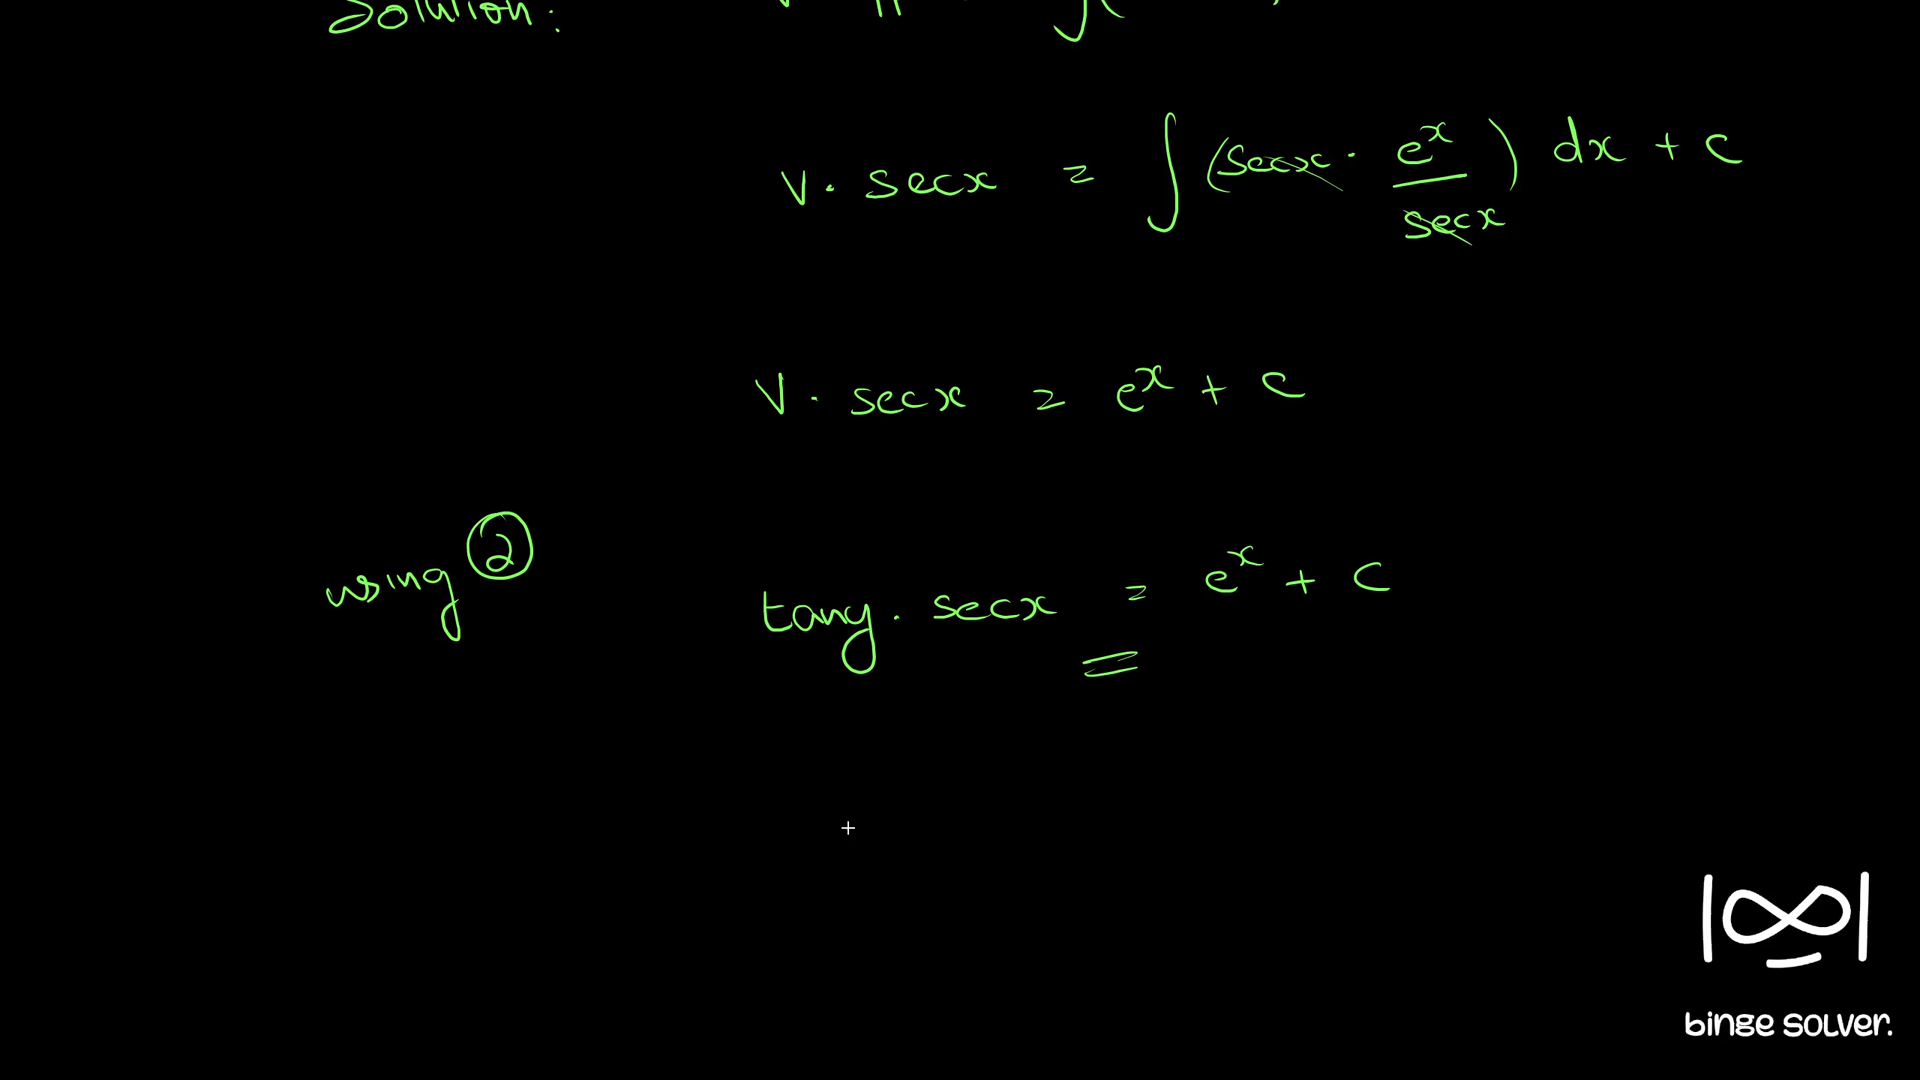 Solution:
v · secx = ∫ (secx · e^x / secx) dx + c
v · secx = e^x + c
using ② tany · secx = e^x + c
binge solver.